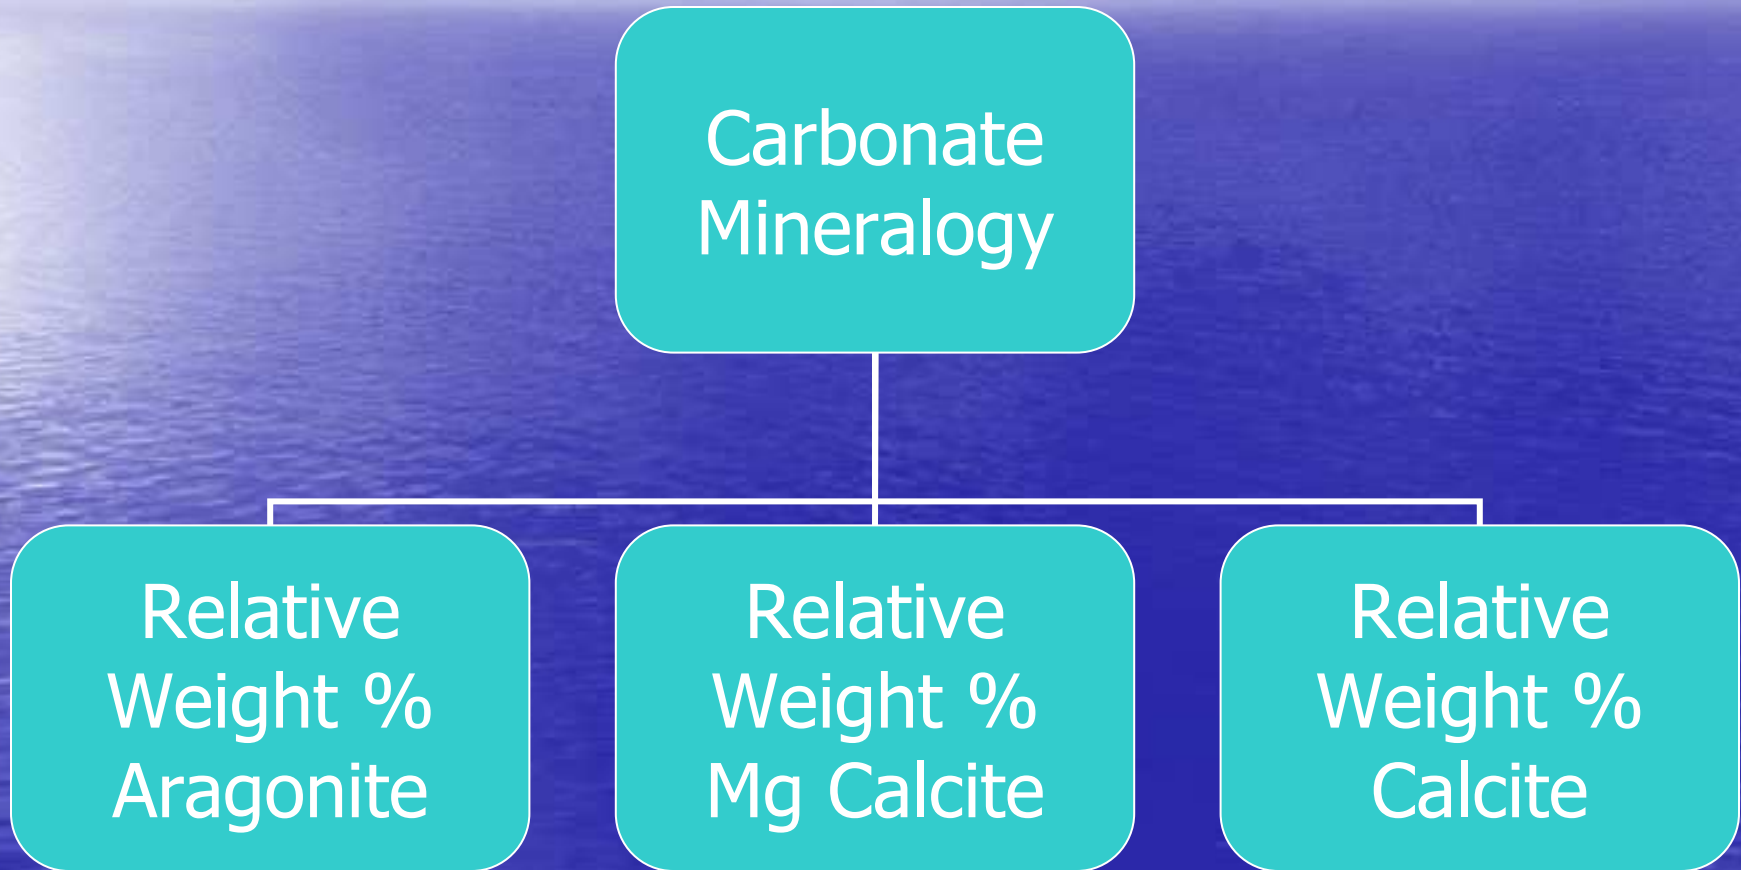 Carbonate
Mineralogy
Relative
Weight %
Aragonite
Relative
Weight %
Mg Calcite
Relative
Weight %
Calcite